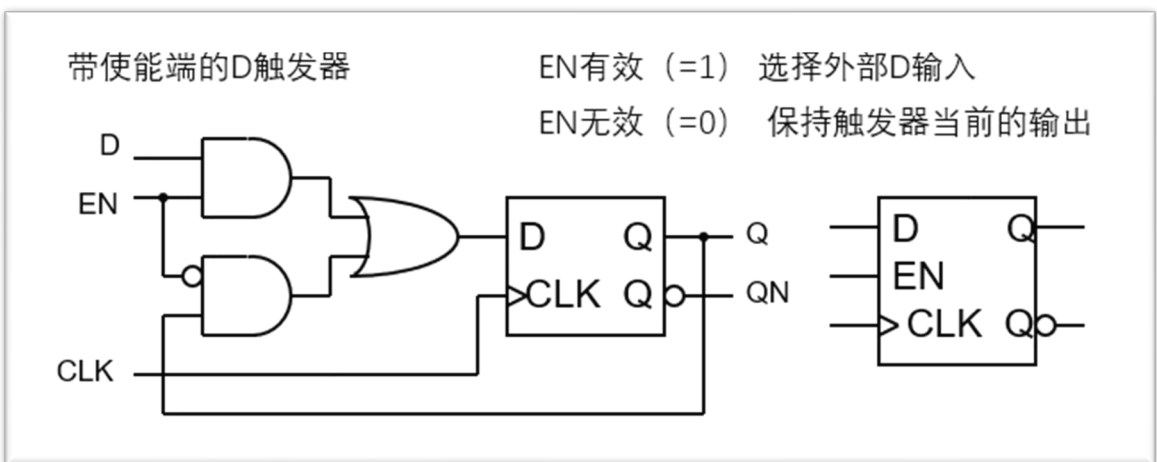 带使能端的D触发器
EN有效（=1） 选择外部D输入
EN无效（=0） 保持触发器当前的输出
D
EN
CLK
D Q
CLK Q
Q
QN
D Q
EN
CLK Q